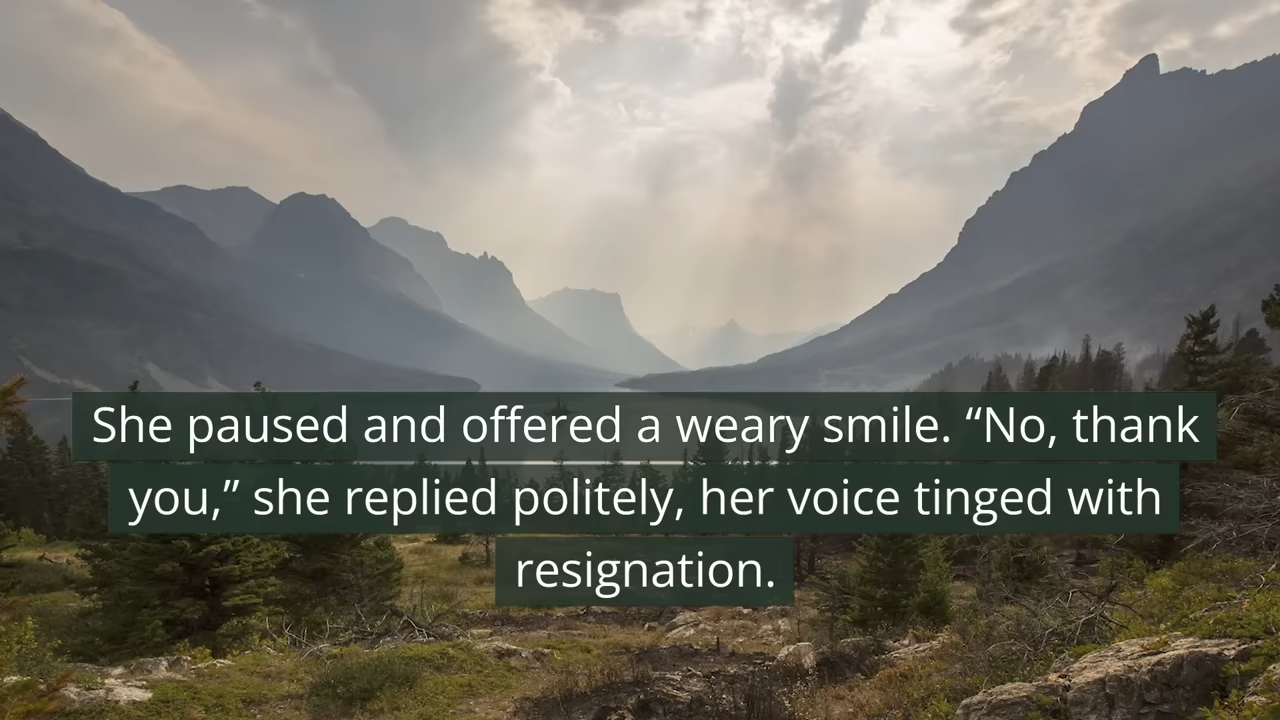 She paused and offered a weary smile. “No, thank
you,” she replied politely, her voice tinged with
resignation.